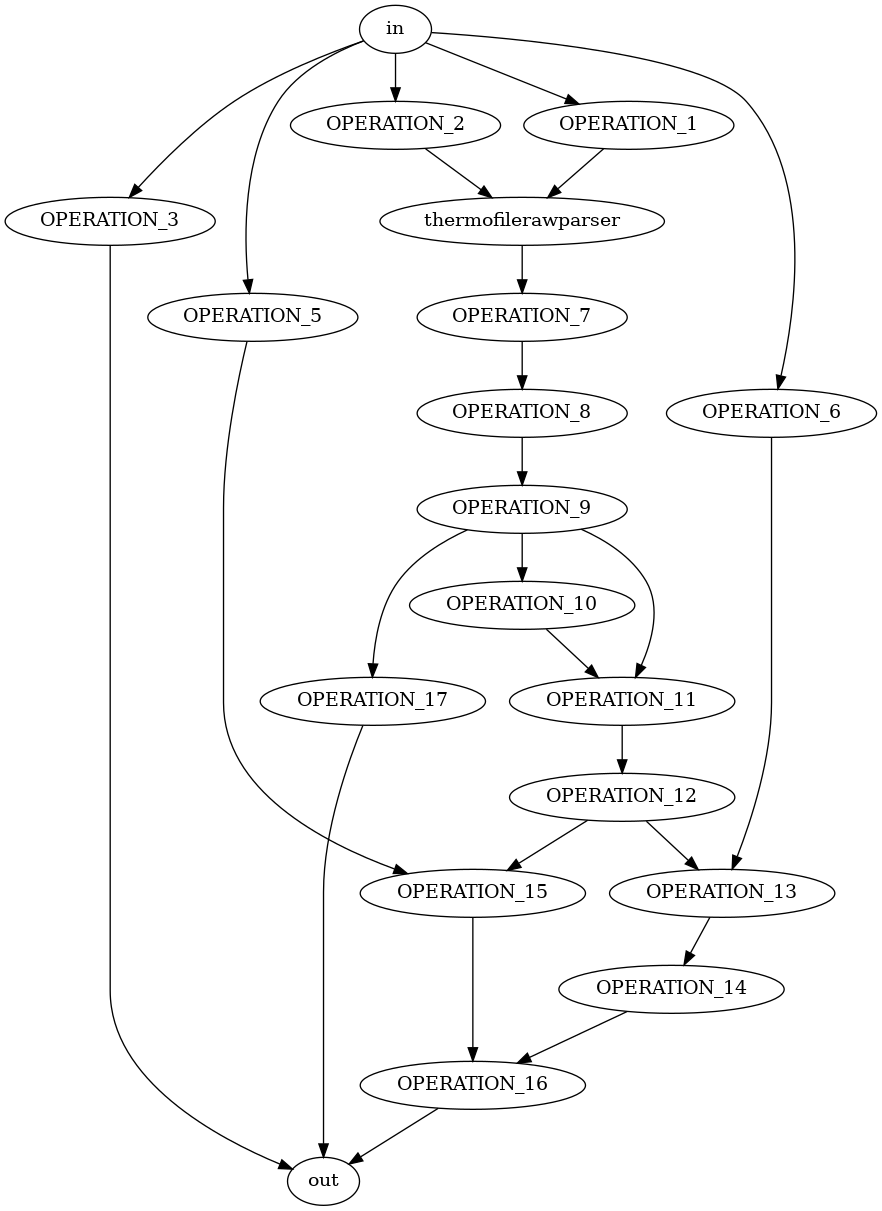 in
OPERATION_2
OPERATION_1
OPERATION_3
thermofilerawparser
OPERATION_5
OPERATION_7
OPERATION_8
OPERATION_6
OPERATION_9
OPERATION_10
OPERATION_17
OPERATION_11
OPERATION_12
OPERATION_15
OPERATION_13
OPERATION_14
OPERATION_16
out